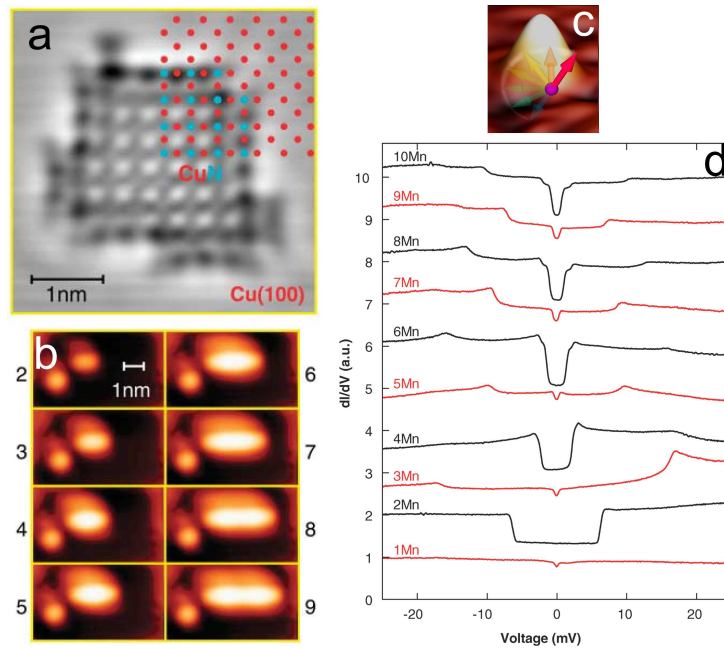 a
CuN
1nm
Cu(100)
b
1nm
2
6
3
7
4
8
5
9
c
d
dI/dV (a.u.)
10
9
8
7
6
5
4
3
2
1
0
10Mn
9Mn
8Mn
7Mn
6Mn
5Mn
4Mn
3Mn
2Mn
1Mn
-20
-10
0
10
20
Voltage (mV)